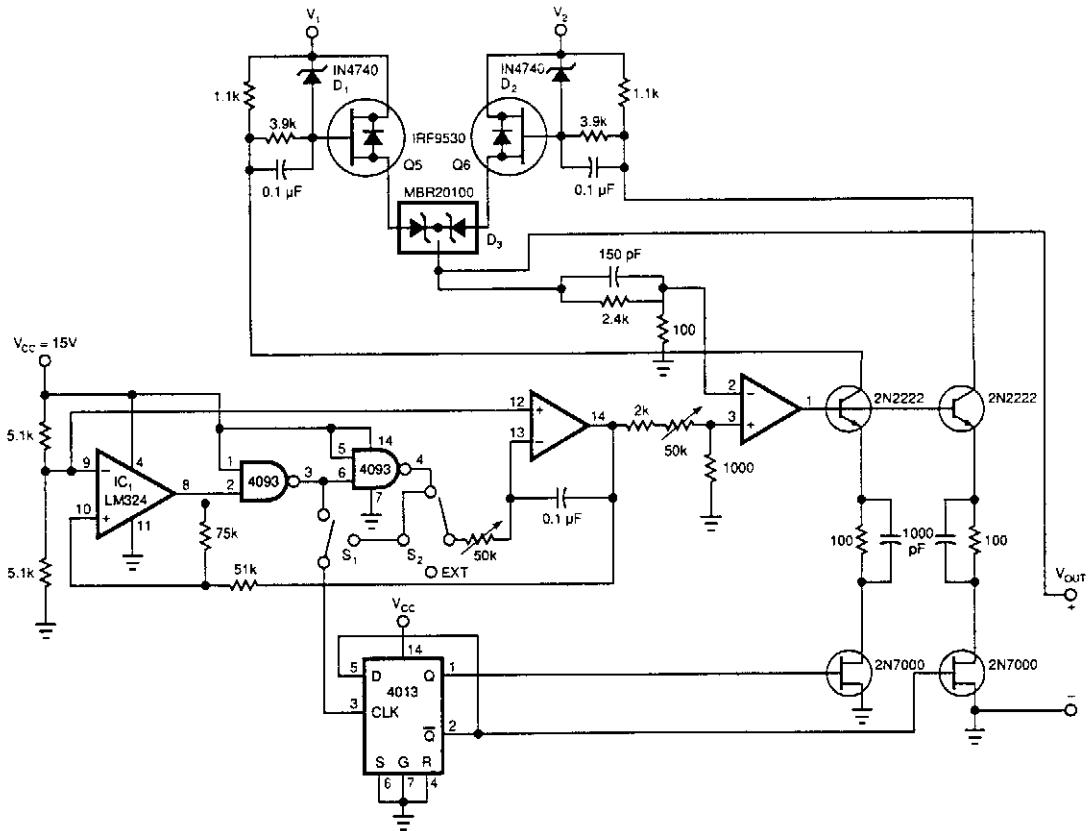 V1
V2
IN4740
D1
IN4740
D2
1.1k
1.1k
3.9k
IRF9530
3.9k
Q5
Q6
0.1 µF
0.1 µF
MBR20100
D3
150 pF
2.4k
100
VCC = 15V
2N2222
2N2222
5.1k
9
4
IC1
LM324
8
10
11
1
2
4093
3
5
6
14
4093
4
7
12
13
14
2k
50k
2
3
1
1000
75k
S1
S2
50k
0.1 µF
EXT
5.1k
51k
100
1000
pF
100
VOUT
+
VCC
14
5
D
Q
1
4013
3
CLK
Q
2
S
G
R
6
7
4
2N7000
2N7000
−